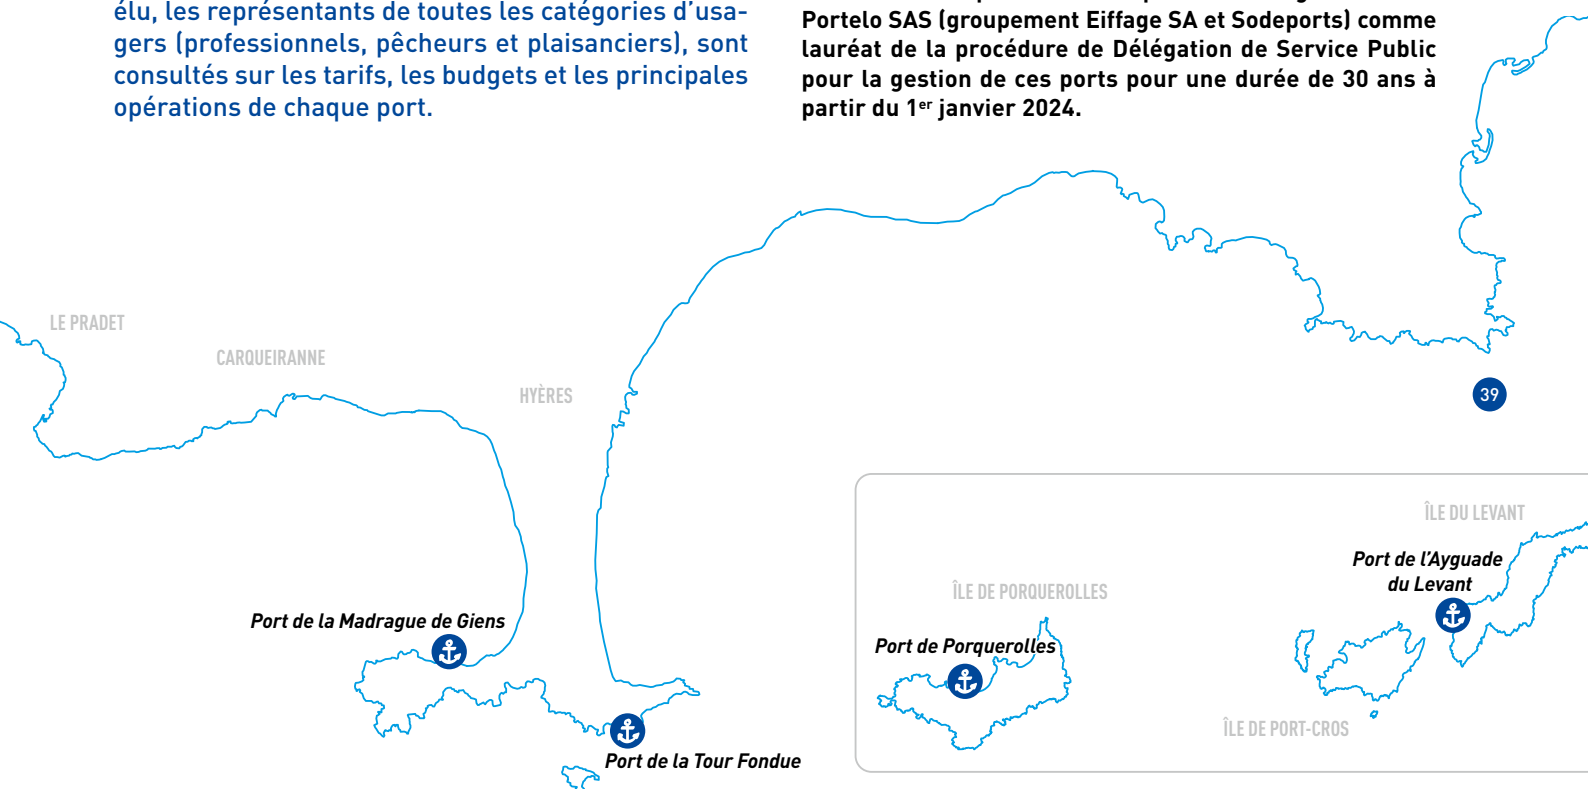 élu, les représentants de toutes les catégories d’usa-
gers (professionnels, pêcheurs et plaisanciers), sont
consultés sur les tarifs, les budgets et les principales
opérations de chaque port.
Portelo SAS (groupement Eiffage SA et Sodeports) comme
lauréat de la procédure de Délégation de Service Public
pour la gestion de ces ports pour une durée de 30 ans à
partir du 1er janvier 2024.
LE PRADET
CARQUEIRANNE
HYÈRES
39
ÎLE DU LEVANT
Port de l’Ayguade
du Levant
ÎLE DE PORQUEROLLES
Port de la Madrague de Giens
Port de Porquerolles
ÎLE DE PORT-CROS
Port de la Tour Fondue